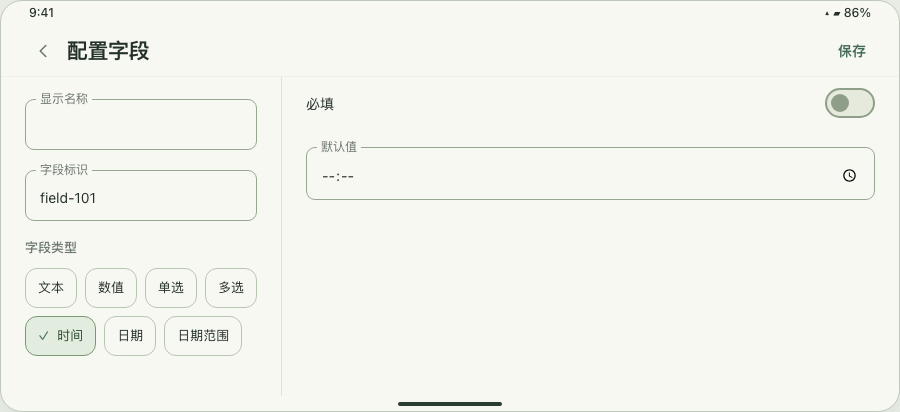 9:41
86%
配置字段
保存
显示名称
字段标识
field-101
字段类型
文本
数值
单选
多选
时间
日期
日期范围
必填
默认值
--:--